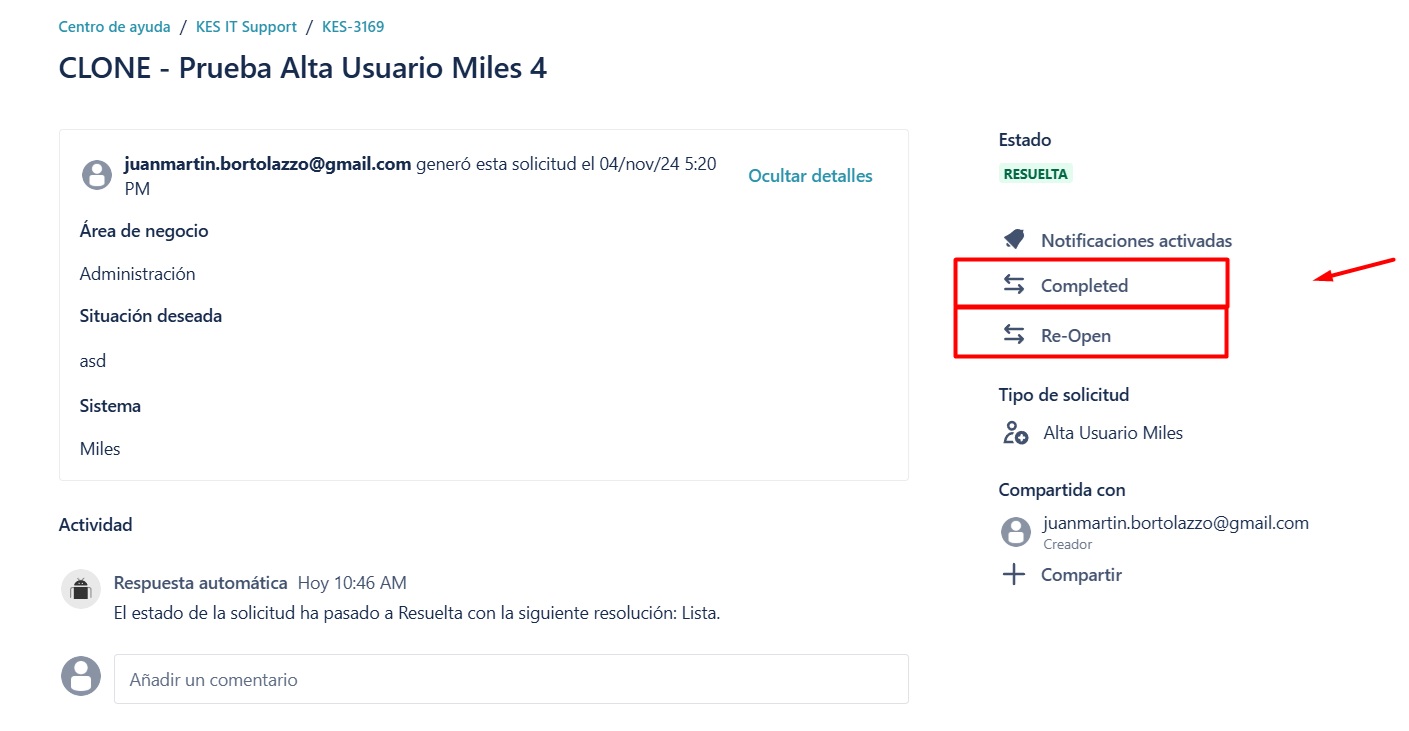 Centro de ayuda / KES IT Support / KES-3169
CLONE - Prueba Alta Usuario Miles 4
juanmartin.bortolazzo@gmail.com generó esta solicitud el 04/nov/24 5:20
PM
Ocultar detalles
Área de negocio
Administración
Situación deseada
asd
Sistema
Miles
Actividad
Respuesta automática Hoy 10:46 AM
El estado de la solicitud ha pasado a Resuelta con la siguiente resolución: Lista.
Añadir un comentario
Estado
RESUELTA
Notificaciones activadas
Completed
Re-Open
Tipo de solicitud
Alta Usuario Miles
Compartida con
juanmartin.bortolazzo@gmail.com
Creador
Compartir